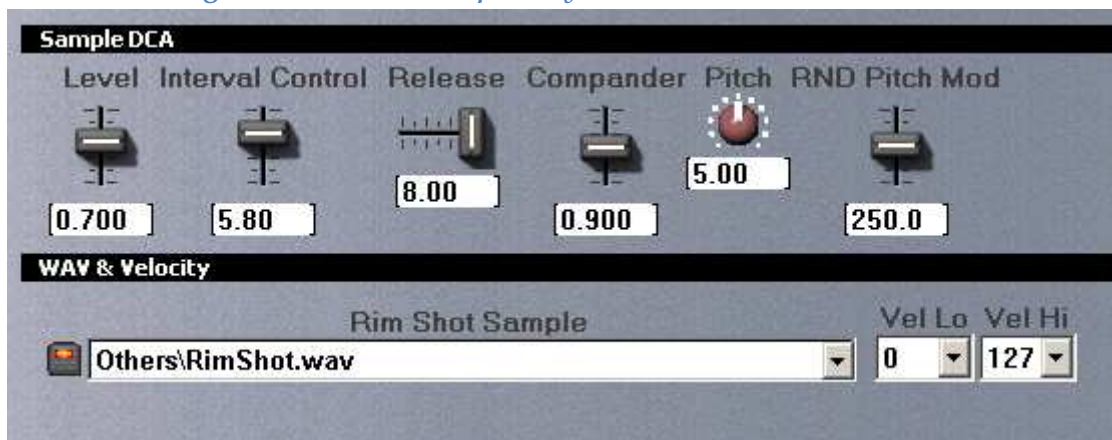 Sample DCA
Level Interval Control Release Compander Pitch RND Pitch Mod
[0.700 ] [5.80 ] [8.00 ] [0.900 ] [5.00 ] [250.0 ]
WAV & Velocity
Rim Shot Sample Vel Lo Vel Hi
Others\RimShot.wav 0 127